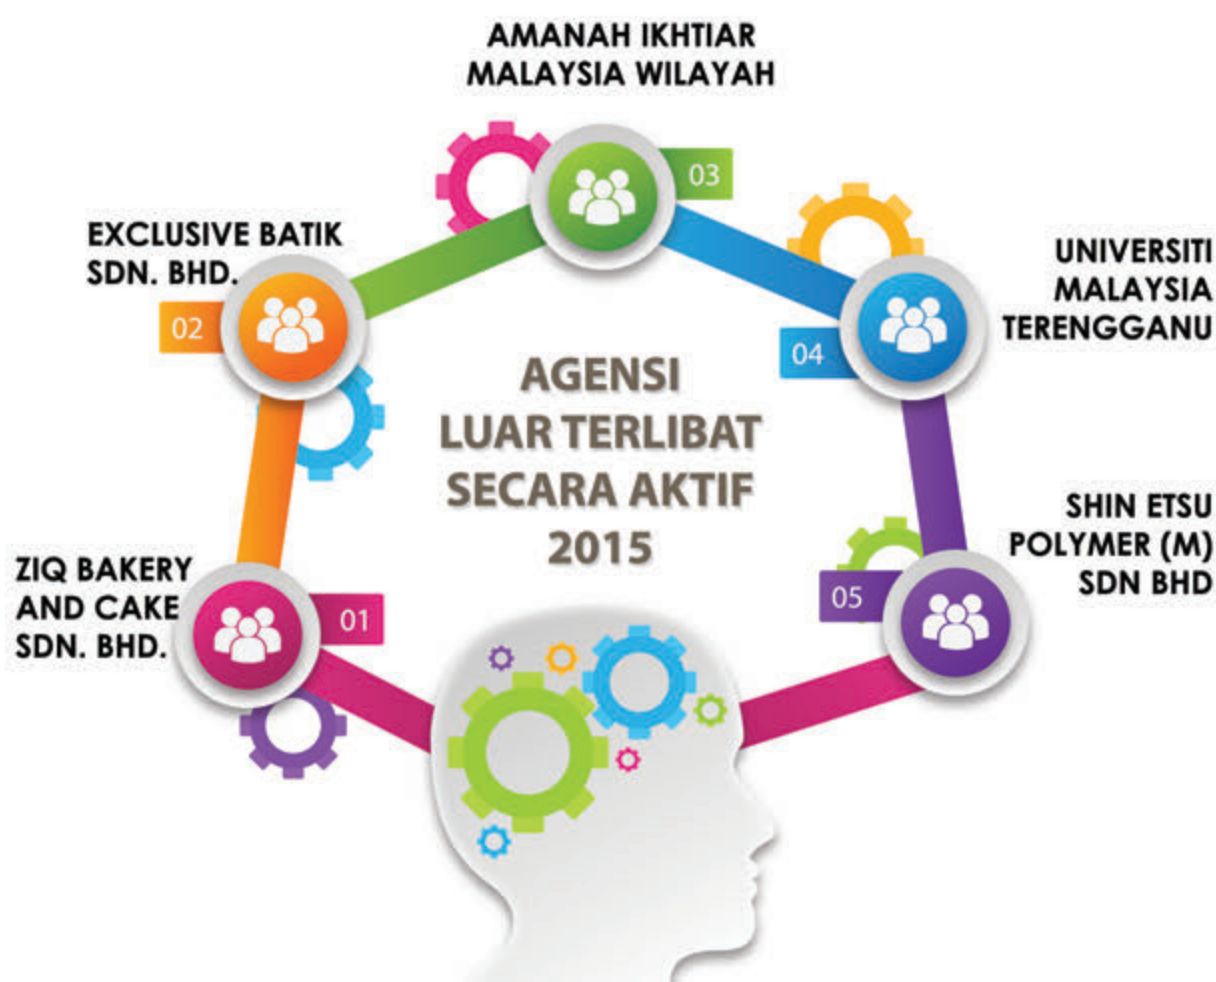 AMANAH IKHTIAR
MALAYSIA WILAYAH
03
EXCLUSIVE BATIK
SDN. BHD.
02
UNIVERSITI
MALAYSIA
TERENGGANU
04
AGENSI
LUAR TERLIBAT
SECARA AKTIF
2015
ZIQ BAKERY
AND CAKE
SDN. BHD.
01
SHIN ETSU
POLYMER (M)
SDN BHD
05